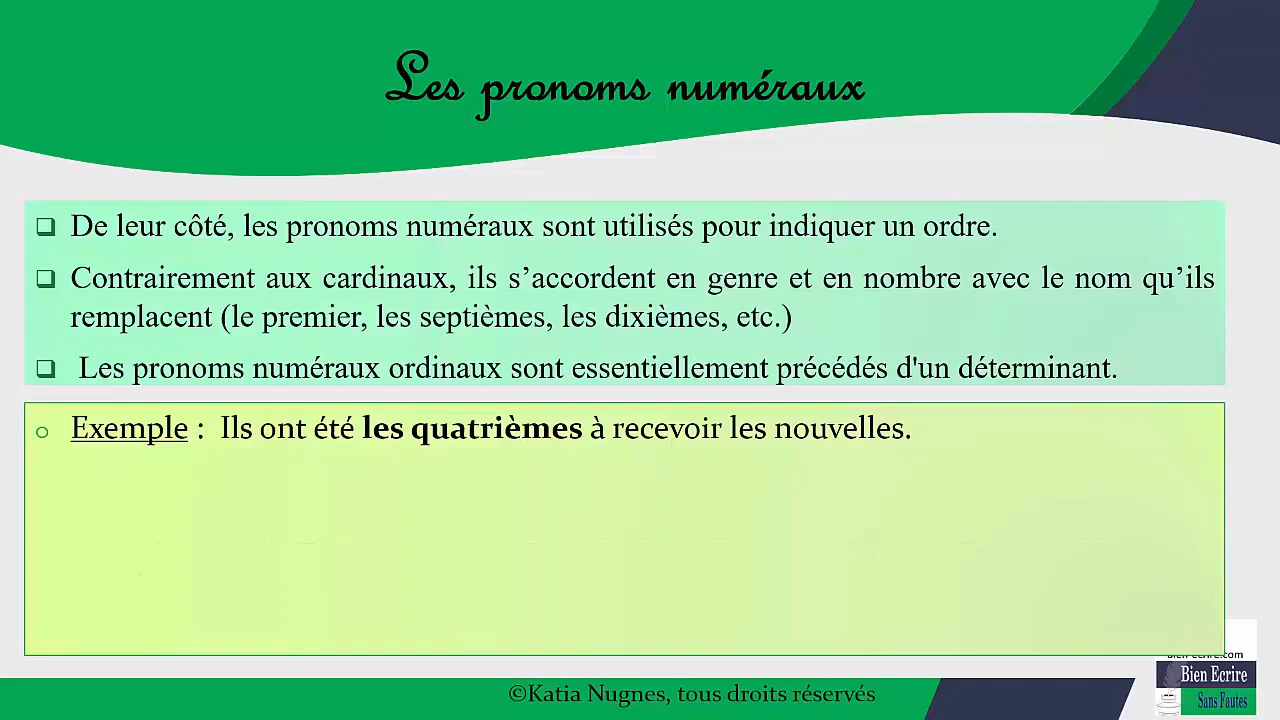 Les pronoms numéraux
De leur côté, les pronoms numéraux sont utilisés pour indiquer un ordre.
Contrairement aux cardinaux, ils s’accordent en genre et en nombre avec le nom qu’ils
remplacent (le premier, les septièmes, les dixièmes, etc.)
Les pronoms numéraux ordinaux sont essentiellement précédés d'un déterminant.
Exemple : Ils ont été les quatrièmes à recevoir les nouvelles.
©Katia Nugnes, tous droits réservés
Bien Ecrire
Sans Fautes